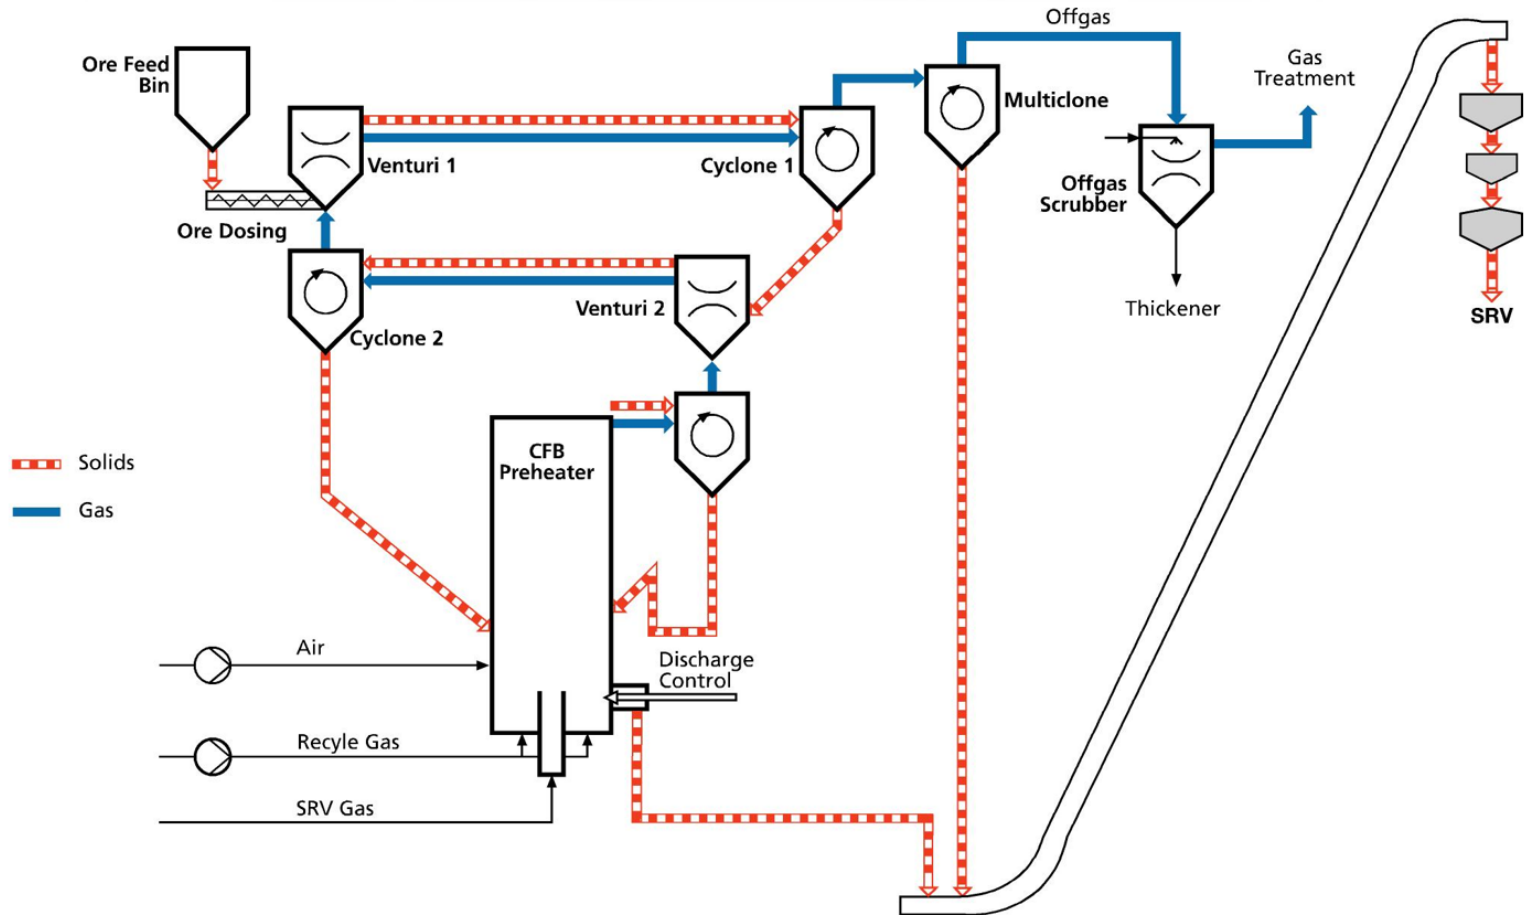 Offgas
Ore Feed
Bin
Gas
Treatment
Multiclone
Venturi 1
Cyclone 1
Offgas
Scrubber
Ore Dosing
Thickener
Venturi 2
SRV
Cyclone 2
CFB
Preheater
Solids
Gas
Air
Discharge
Control
Recyle Gas
SRV Gas